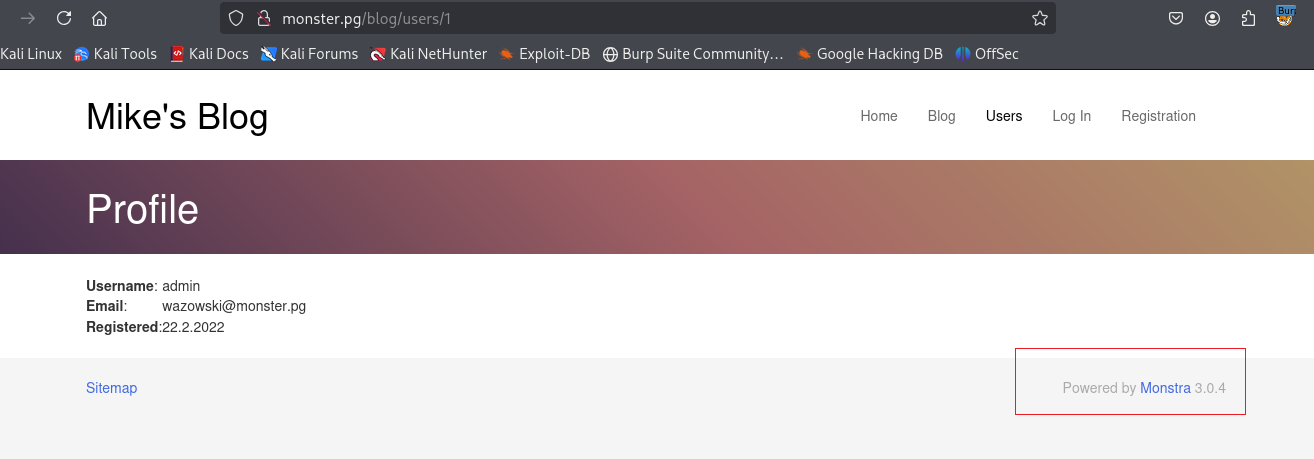 monster.pg/blog/users/1
Kali Linux Kali Tools Kali Docs Kali Forums Kali NetHunter Exploit-DB Burp Suite Community… Google Hacking DB OffSec
Mike's Blog
Home Blog Users Log In Registration
Profile
Username: admin
Email: wazowski@monster.pg
Registered:22.2.2022
Sitemap
Powered by Monstra 3.0.4